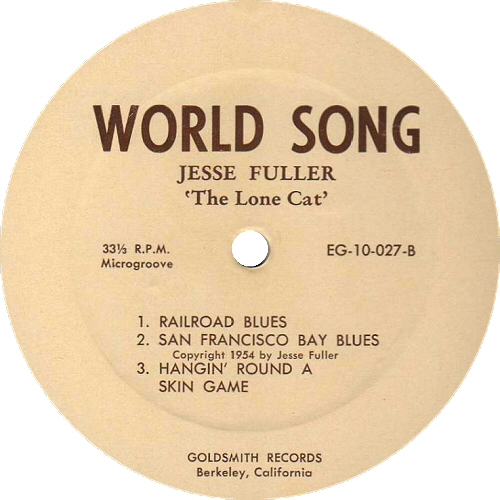 WORLD SONG
JESSE FULLER
‘The Lone Cat’
33⅓ R.P.M.
Microgroove
EG-10-027-B
1. RAILROAD BLUES
2. SAN FRANCISCO BAY BLUES
Copyright 1954 by Jesse Fuller
3. HANGIN’ ROUND A
SKIN GAME
GOLDSMITH RECORDS
Berkeley, California